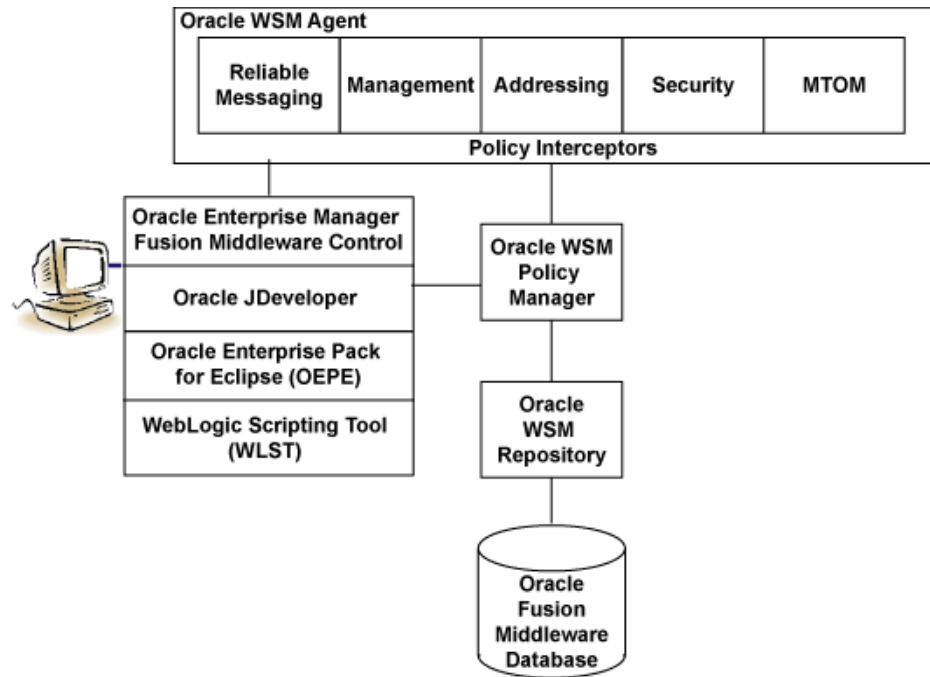 Oracle WSM Agent
Reliable
Messaging
Management
Addressing
Security
MTOM
Policy Interceptors
Oracle Enterprise Manager
Fusion Middleware Control
Oracle JDeveloper
Oracle Enterprise Pack
for Eclipse (OEPE)
WebLogic Scripting Tool
(WLST)
Oracle WSM
Policy
Manager
Oracle
WSM
Repository
Oracle
Fusion
Middleware
Database